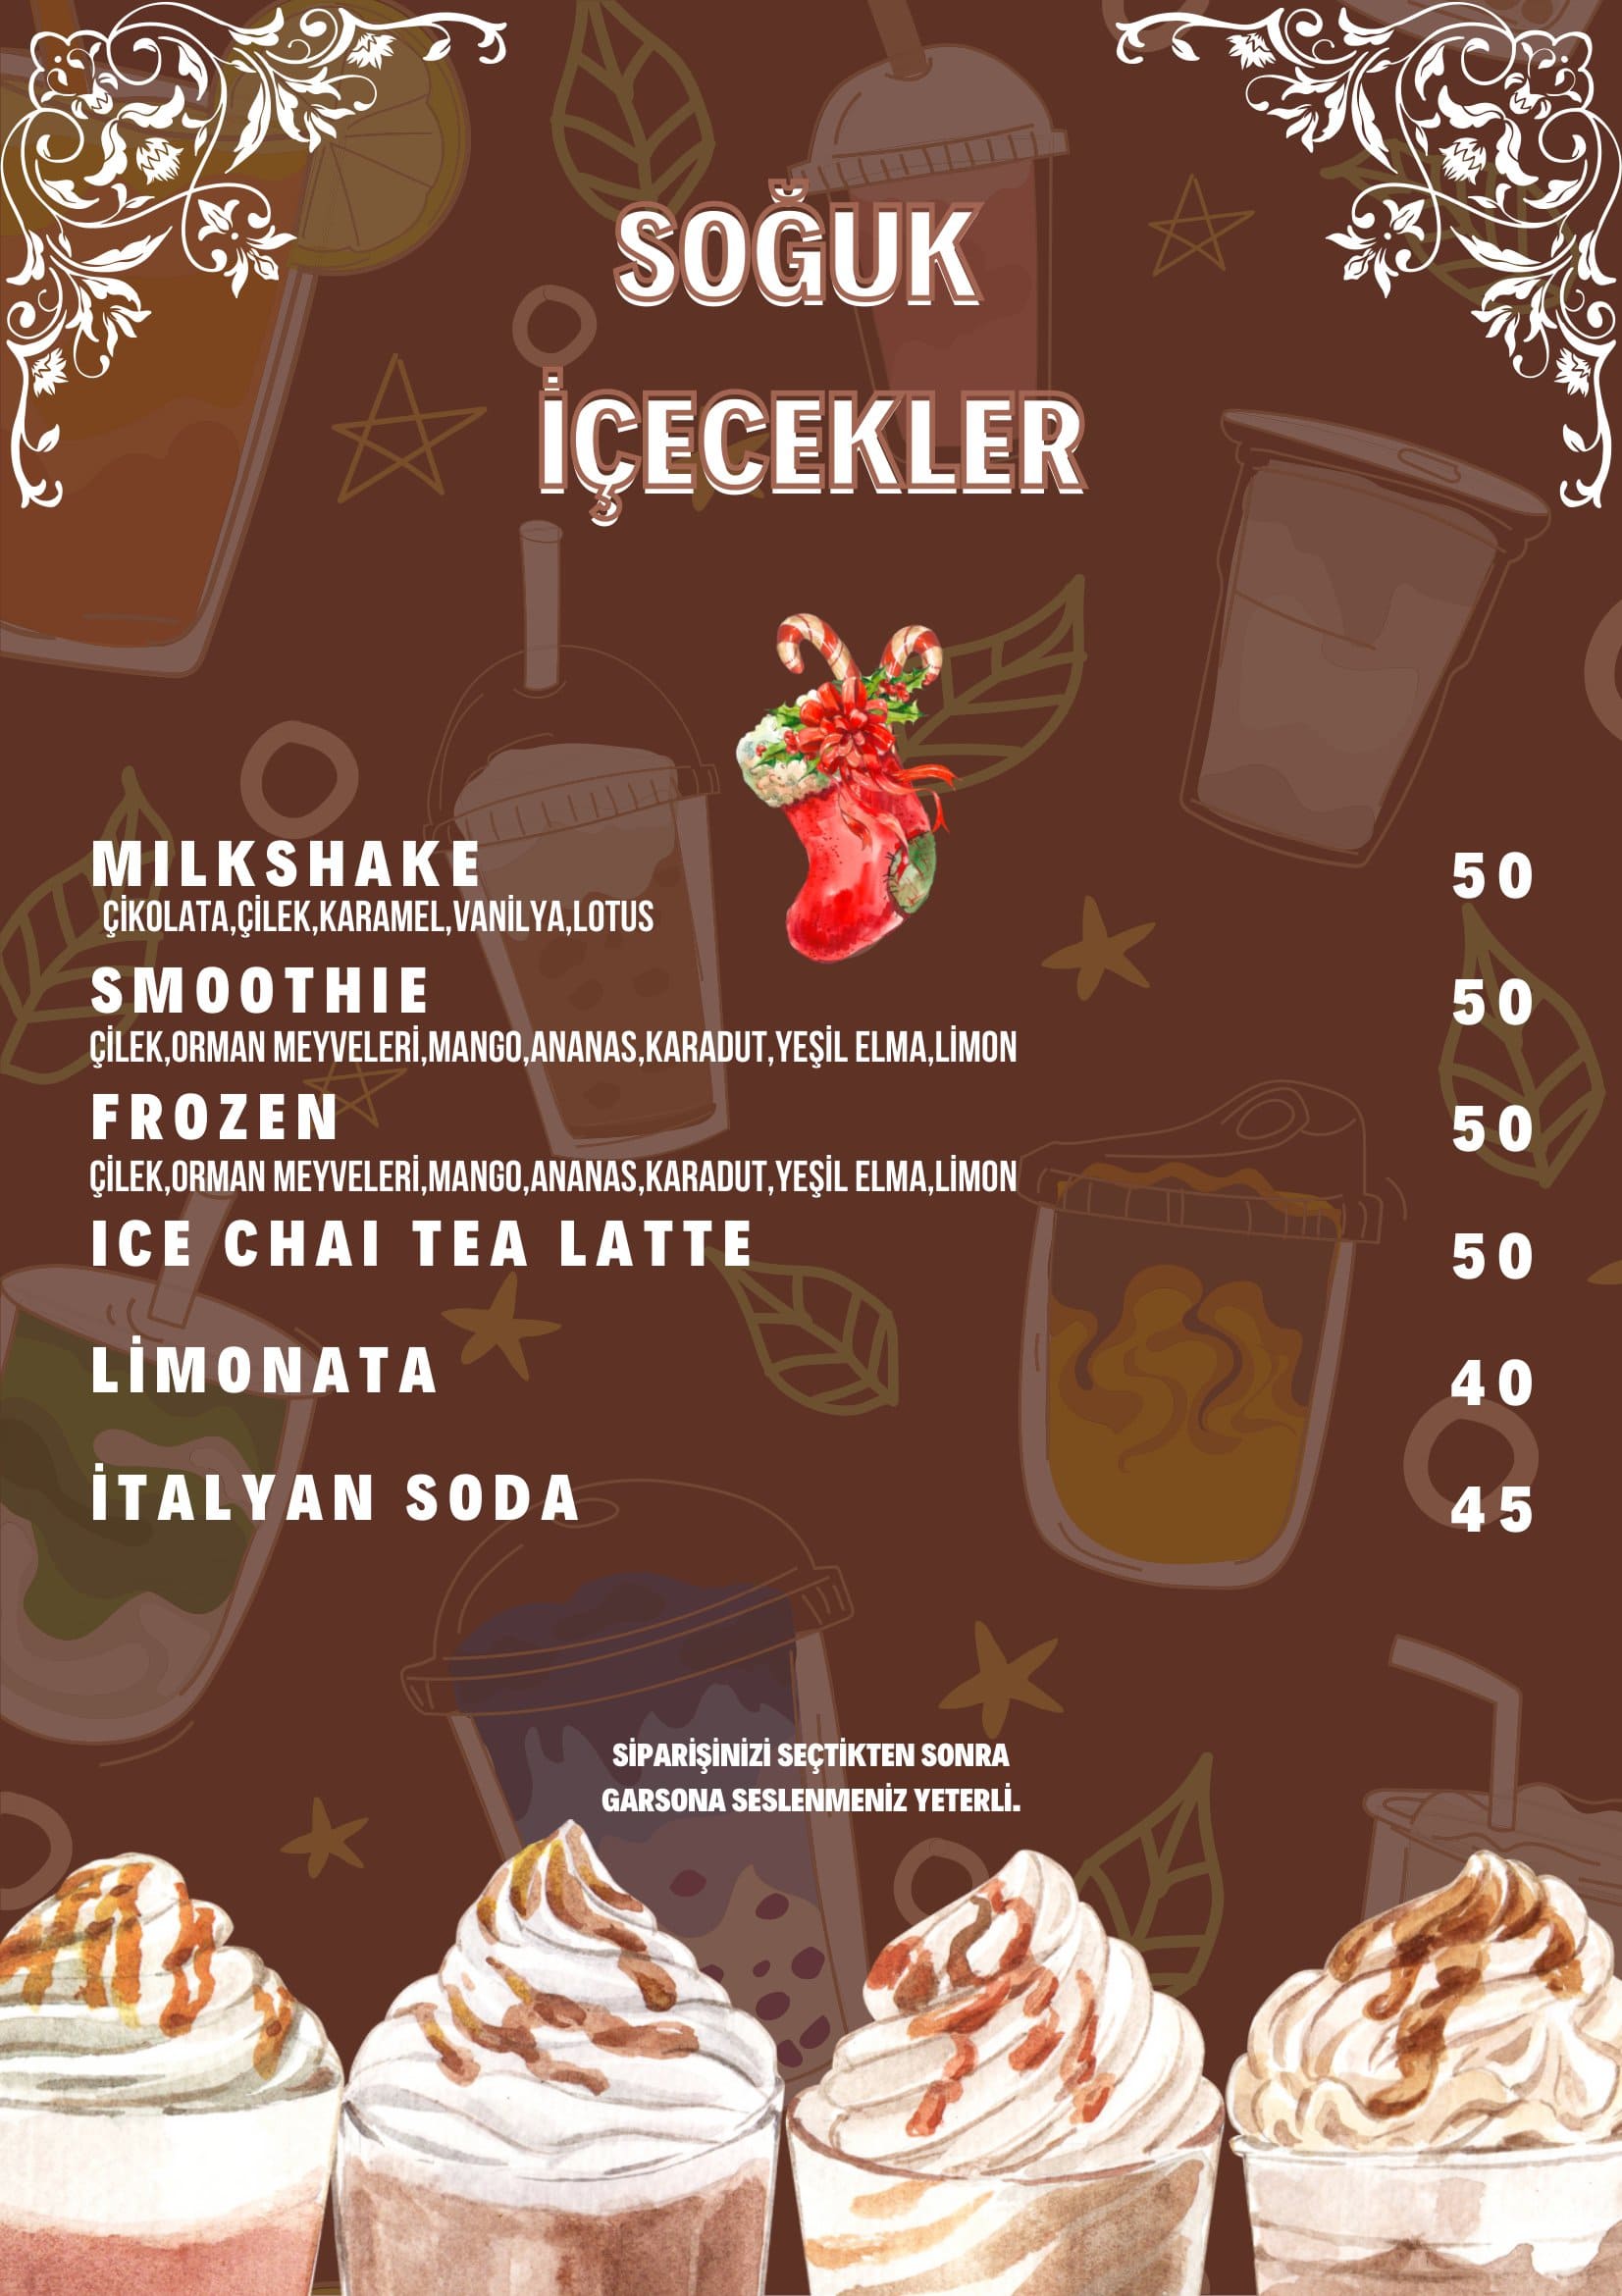 SOĞUK
İÇECEKLER
MILKSHAKE 50
ÇİKOLATA,ÇİLEK,KARAMEL,VANİLYA,LOTUS
SMOOTHIE 50
ÇİLEK,ORMAN MEYVELERİ,MANGO,ANANAS,KARADUT,YEŞİL ELMA,LİMON
FROZEN 50
ÇİLEK,ORMAN MEYVELERİ,MANGO,ANANAS,KARADUT,YEŞİL ELMA,LİMON
ICE CHAI TEA LATTE 50
LİMONATA 40
İTALYAN SODA 45
SİPARİŞİNİZİ SEÇTİKTEN SONRA
GARSONA SESLENMENİZ YETERLİ.